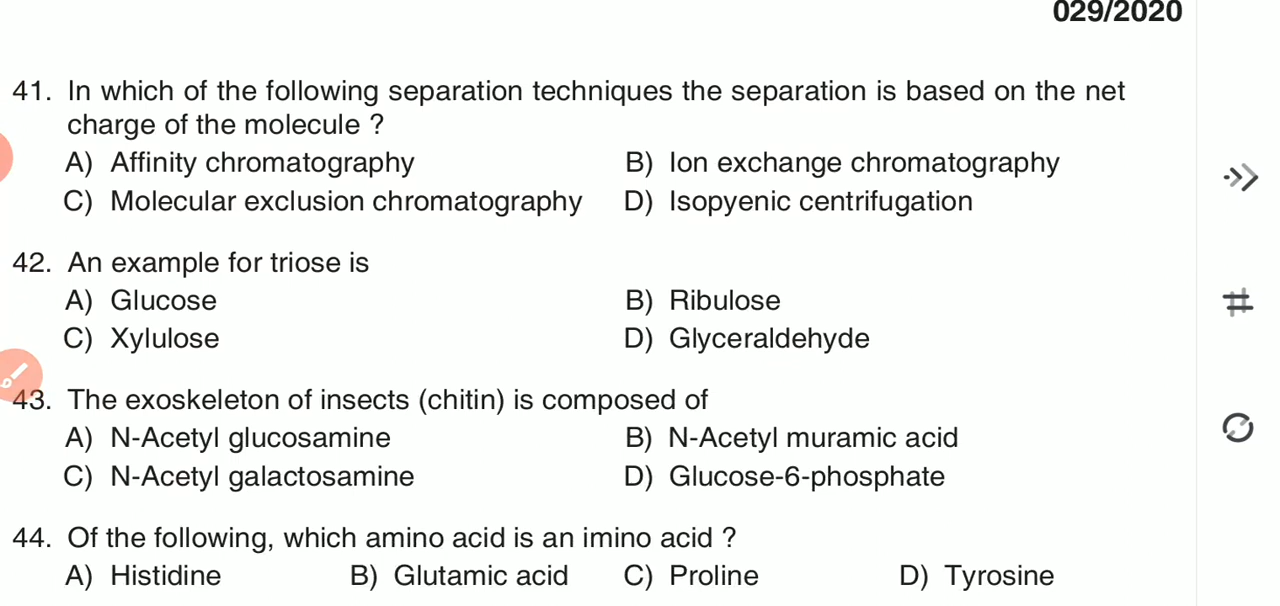 029/2020
41. In which of the following separation techniques the separation is based on the net
charge of the molecule ?
A) Affinity chromatography B) Ion exchange chromatography
C) Molecular exclusion chromatography D) Isopyenic centrifugation
42. An example for triose is
A) Glucose B) Ribulose
C) Xylulose D) Glyceraldehyde
43. The exoskeleton of insects (chitin) is composed of
A) N-Acetyl glucosamine B) N-Acetyl muramic acid
C) N-Acetyl galactosamine D) Glucose-6-phosphate
44. Of the following, which amino acid is an imino acid ?
A) Histidine B) Glutamic acid C) Proline D) Tyrosine